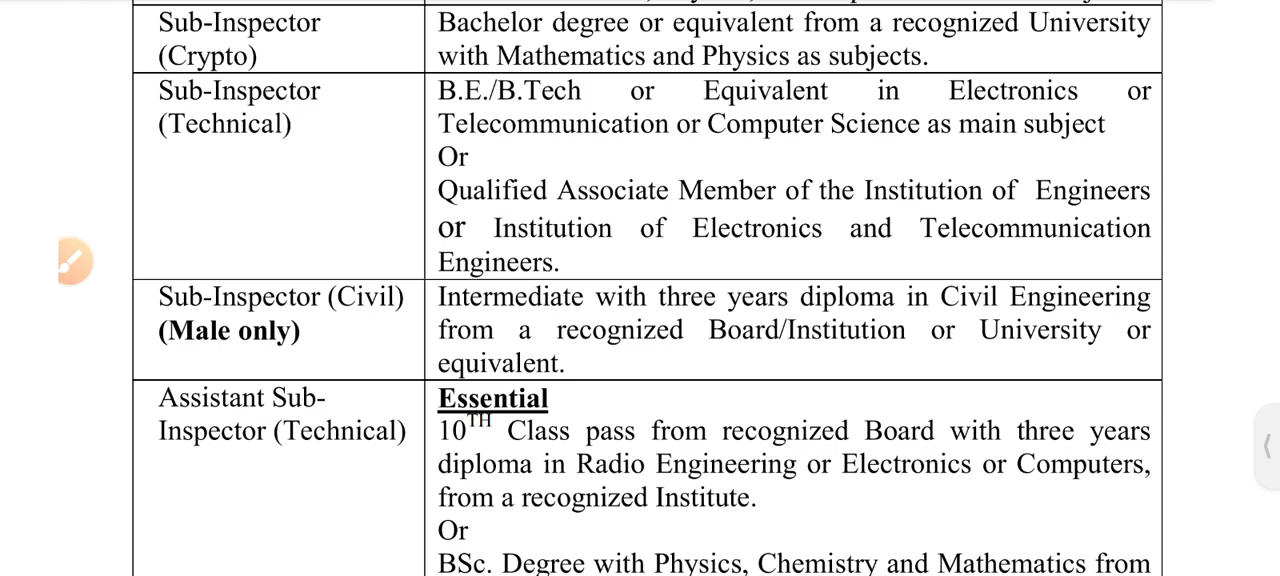 Sub-Inspector
(Crypto)
Bachelor degree or equivalent from a recognized University
with Mathematics and Physics as subjects.
Sub-Inspector
(Technical)
B.E./B.Tech or Equivalent in Electronics or
Telecommunication or Computer Science as main subject
Or
Qualified Associate Member of the Institution of Engineers
or Institution of Electronics and Telecommunication
Engineers.
Sub-Inspector (Civil)
(Male only)
Intermediate with three years diploma in Civil Engineering
from a recognized Board/Institution or University or
equivalent.
Assistant Sub-
Inspector (Technical)
Essential
10TH Class pass from recognized Board with three years
diploma in Radio Engineering or Electronics or Computers,
from a recognized Institute.
Or
BSc. Degree with Physics, Chemistry and Mathematics from